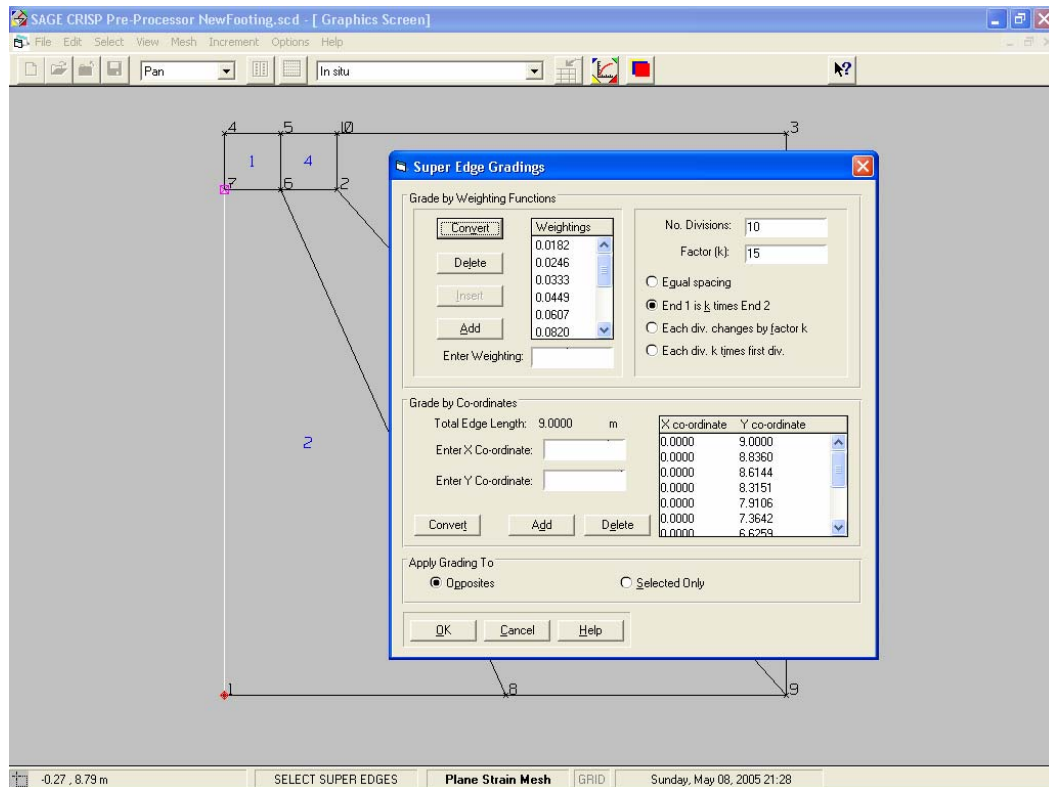 SAGE CRISP Pre-Processor NewFooting.scd - [ Graphics Screen]
File Edit Select View Mesh Increment Options Help
Pan In situ
4 5 10 3
1 4
7 6 2
Super Edge Gradings
Grade by Weighting Functions
Convert
Delete
Insert
Add
Weightings
0.0182
0.0246
0.0333
0.0449
0.0607
0.0820
Enter Weighting:
No. Divisions: 10
Factor (k): 15
Equal spacing
End 1 is k times End 2
Each div. changes by factor k
Each div. k times first div.
Grade by Co-ordinates
Total Edge Length: 9.0000 m
Enter X Co-ordinate:
Enter Y Co-ordinate:
Convert Add Delete
X co-ordinate Y co-ordinate
0.0000 9.0000
0.0000 8.8360
0.0000 8.6144
0.0000 8.3151
0.0000 7.9106
0.0000 7.3642
0.0000 6.6259
2
Apply Grading To
Opposites Selected Only
OK Cancel Help
1 8 9
-0.27 , 8.79 m SELECT SUPER EDGES Plane Strain Mesh GRID Sunday, May 08, 2005 21:28